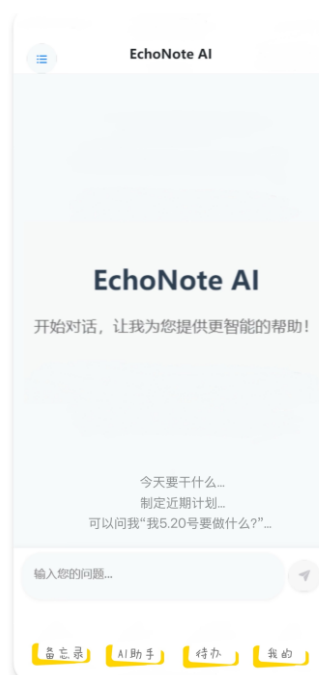 EchoNote AI
EchoNote AI
开始对话，让我为您提供更智能的帮助！
今天要干什么...
制定近期计划...
可以问我“我5.20号要做什么?”...
输入您的问题...
备忘录 AI助手 待办 我的